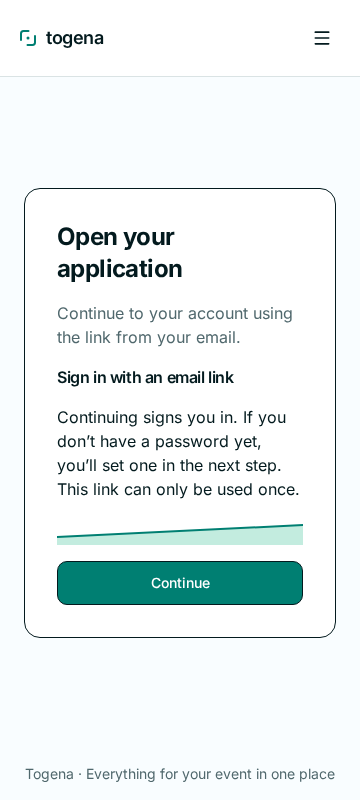 togena
Open your
application
Continue to your account using
the link from your email.
Sign in with an email link
Continuing signs you in. If you
don’t have a password yet,
you’ll set one in the next step.
This link can only be used once.
Continue
Togena · Everything for your event in one place